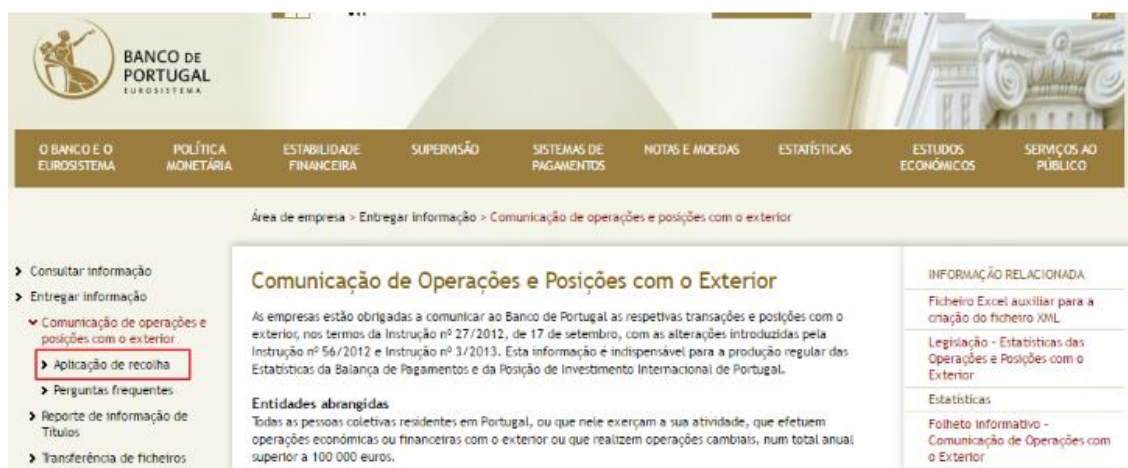 BANCO DE
PORTUGAL
EUROSISTEMA
O BANCO E O
EUROSISTEMA
POLÍTICA
MONETÁRIA
ESTABILIDADE
FINANCEIRA
SUPERVISÃO
SISTEMAS DE
PAGAMENTOS
NOTAS E MOEDAS
ESTATÍSTICAS
ESTUDOS
ECONÓMICOS
SERVIÇOS AO
PÚBLICO
Área de empresa > Entregar informação > Comunicação de operações e posições com o exterior
Consultar informação
Entregar informação
Comunicação de operações e
posições com o exterior
Aplicação de recolha
Perguntas frequentes
Reporte de informação de
Títulos
Transferência de ficheiros
Comunicação de Operações e Posições com o Exterior
As empresas estão obrigadas a comunicar ao Banco de Portugal as respetivas transações e posições com o
exterior, nos termos da Instrução nº 27/2012, de 17 de setembro, com as alterações introduzidas pela
Instrução nº 56/2012 e Instrução nº 3/2013. Esta informação é indispensável para a produção regular das
Estatísticas da Balança de Pagamentos e da Posição de Investimento Internacional de Portugal.
Entidades abrangidas
Todas as pessoas coletivas residentes em Portugal, ou que nele exerçam a sua atividade, que efetuem
operações económicas ou financeiras com o exterior ou que realizem operações cambiais, num total anual
superior a 100 000 euros.
INFORMAÇÃO RELACIONADA
Ficheiro Excel auxiliar para a
criação do ficheiro XML
Legislação - Estatísticas das
Operações e Posições com o
Exterior
Estatísticas
Folheto informativo -
Comunicação de Operações com
o Exterior